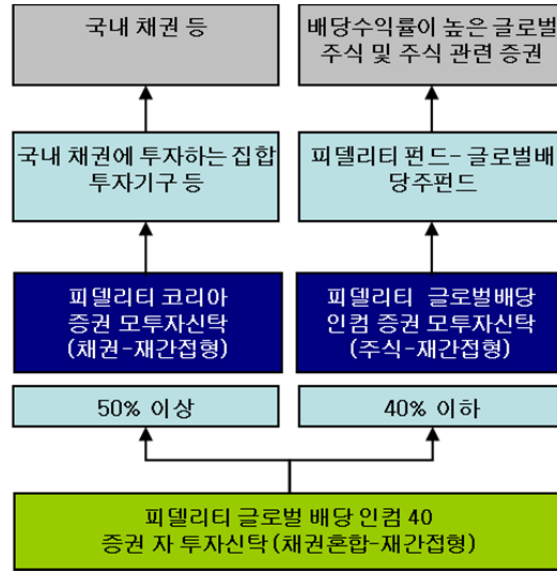 국내 채권 등
배당수익률이 높은 글로벌
주식 및 주식 관련 증권
국내 채권에 투자하는 집합
투자기구 등
피델리티 펀드- 글로벌배
당주펀드
피델리티 코리아
증권 모투자신탁
(채권-재간접형)
피델리티 글로벌배당
인컴 증권 모투자신탁
(주식-재간접형)
50% 이상
40% 이하
피델리티 글로벌 배당 인컴 40
증권 자 투자신탁 (채권혼합-재간접형)